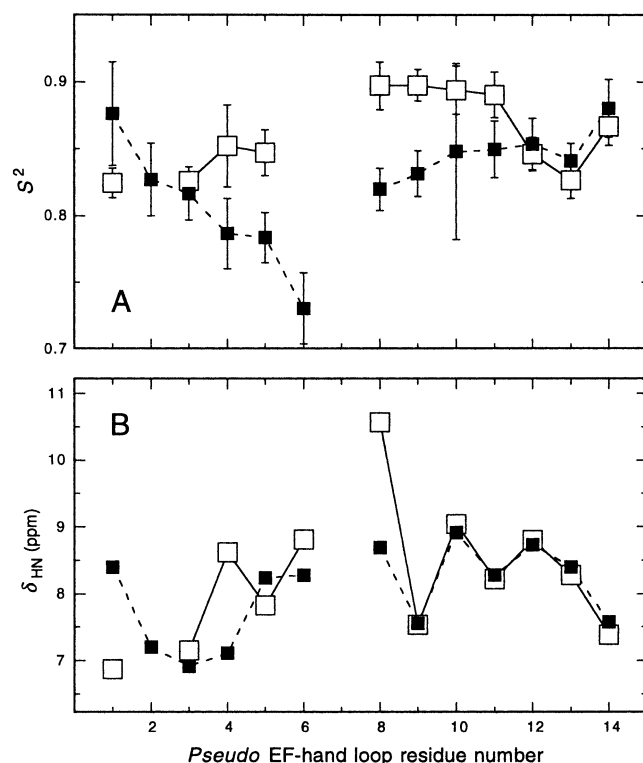 0.9
S²
0.8
A
0.7
11
B
10
δHN (ppm)
9
8
7
2 4 6 8 10 12 14
Pseudo EF-hand loop residue number